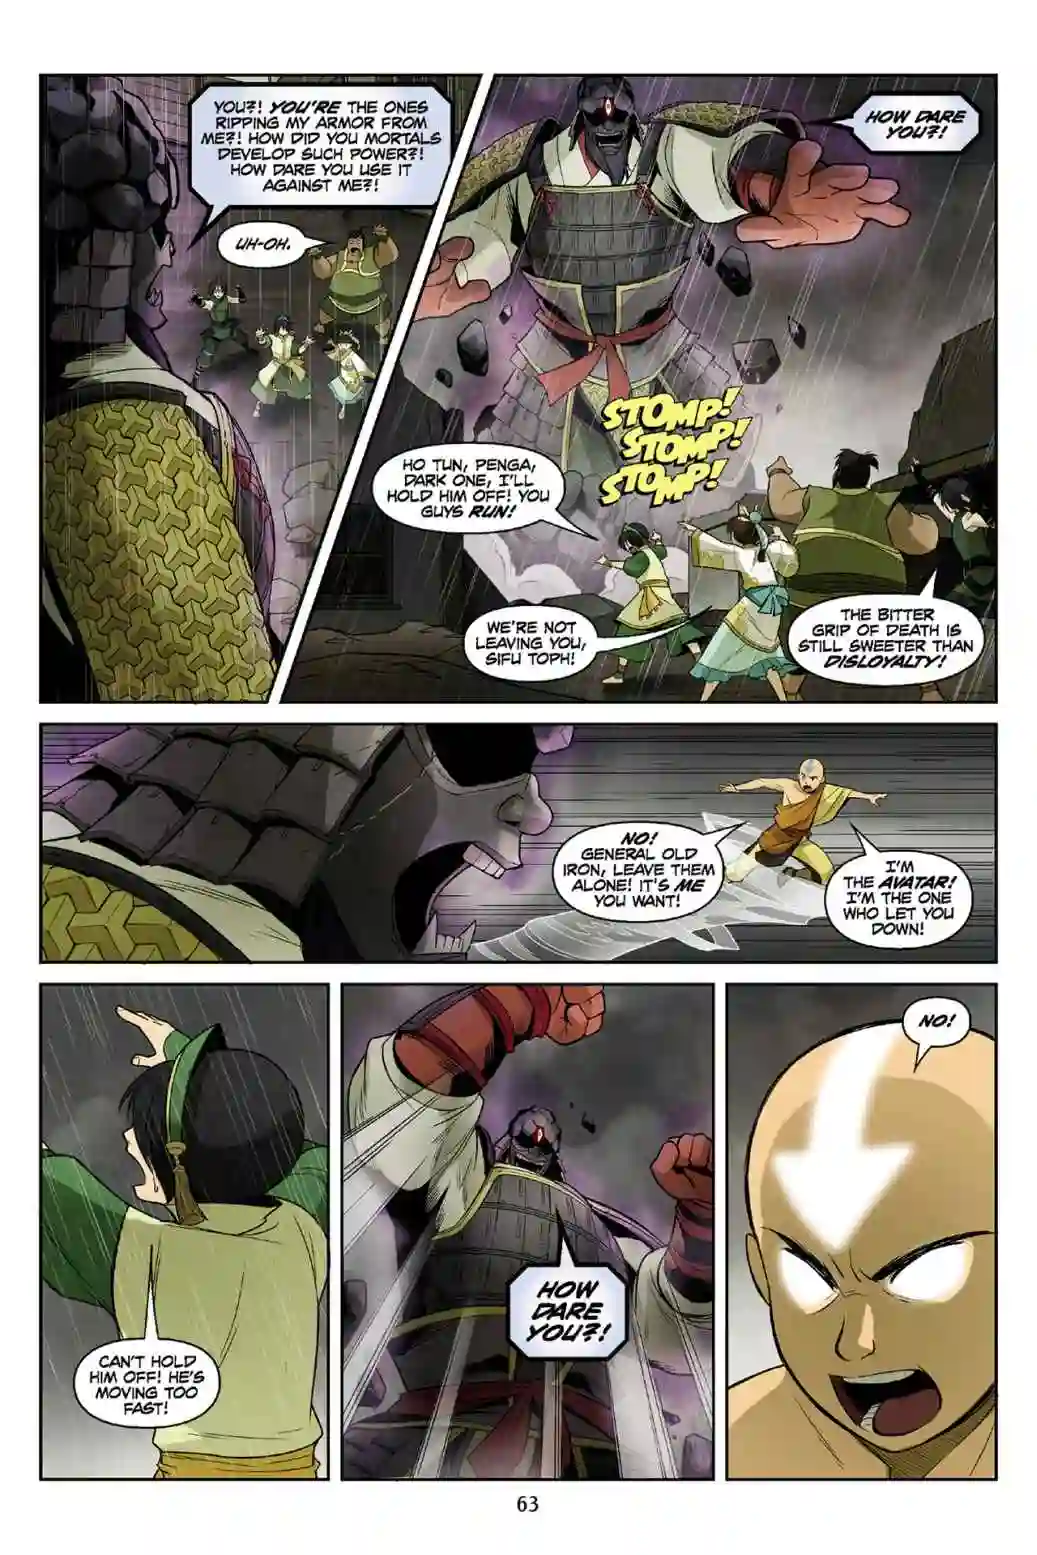 YOU?! YOU'RE THE ONES
RIPPING MY ARMOR FROM
ME?! HOW DID YOU MORTALS
DEVELOP SUCH POWER?!
HOW DARE YOU USE IT
AGAINST ME?!
UH-OH.
HOW DARE
YOU?!
STOMP!
STOMP!
STOMP!
HO TUN, PENGA,
DARK ONE, I'LL
HOLD HIM OFF! YOU
GUYS RUN!
WE'RE NOT
LEAVING YOU,
SIFU TOPH!
THE BITTER
GRIP OF DEATH IS
STILL SWEETER THAN
DISLOYALTY!
NO!
GENERAL OLD
IRON, LEAVE THEM
ALONE! IT'S ME
YOU WANT!
I'M
THE AVATAR!
I'M THE ONE
WHO LET YOU
DOWN!
CAN'T HOLD
HIM OFF! HE'S
MOVING TOO
FAST!
HOW
DARE
YOU?!
NO!
63